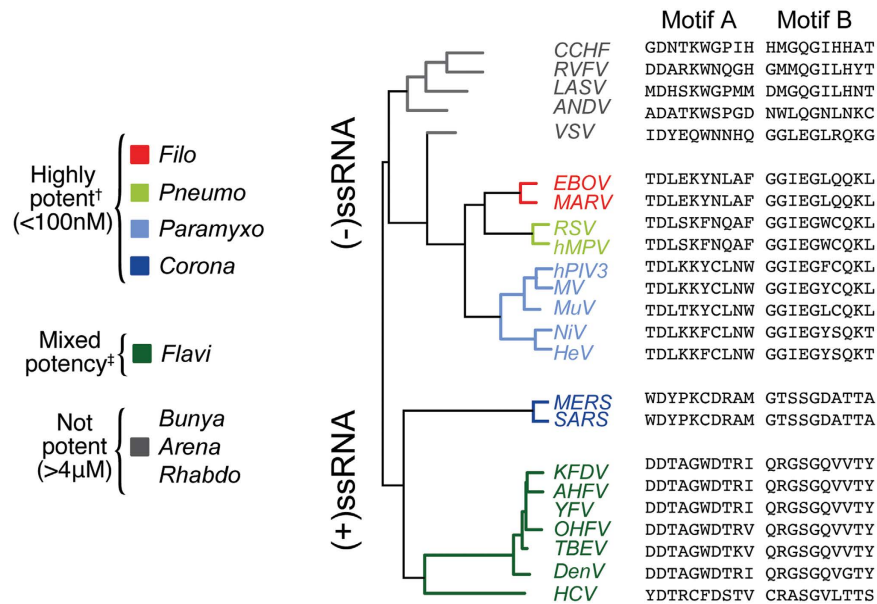 Motif A Motif B
CCHF GDNTKWGPIH HMGQGIHHAT
RVFV DDARKWNQGH GMMQGILHYT
LASV MDHSKWGPMM DMGQGILHNT
ANDV ADATKWSPGD NWLQGNLNKC
VSV IDYEQWNNHQ GGLEGLRQKG
EBOV TDLEKYNLAF GGIEGLQQKL
MARV TDLEKYNLAF GGIEGLQQKL
RSV TDLSKFNQAF GGIEGWCQKL
hMPV TDLSKFNQAF GGIEGWCQKL
hPIV3 TDLKKYCLNW GGIEGFCQKL
MV TDLKKYCLNW GGIEGYCQKL
MuV TDLTKYCLNW GGIEGLCQKL
NiV TDLKKFCLNW GGIEGYSQKT
HeV TDLKKFCLNW GGIEGYSQKT
MERS WDYPKCDRAM GTSSGDATTA
SARS WDYPKCDRAM GTSSGDATTA
KFDV DDTAGWDTRI QRGSGQVVTY
AHFV DDTAGWDTRI QRGSGQVVTY
YFV DDTAGWDTRI QRGSGQVVTY
OHFV DDTAGWDTRV QRGSGQVVTY
TBEV DDTAGWDTKV QRGSGQVVTY
DenV DDTAGWDTRI QRGSGQVGTY
HCV YDTRCFDSTV CRASGVLTTS
(-)ssRNA
(+)ssRNA
Highly
potent†
(<100nM)
Filo
Pneumo
Paramyxo
Corona
Mixed
potency‡
Flavi
Not
potent
(>4µM)
Bunya
Arena
Rhabdo